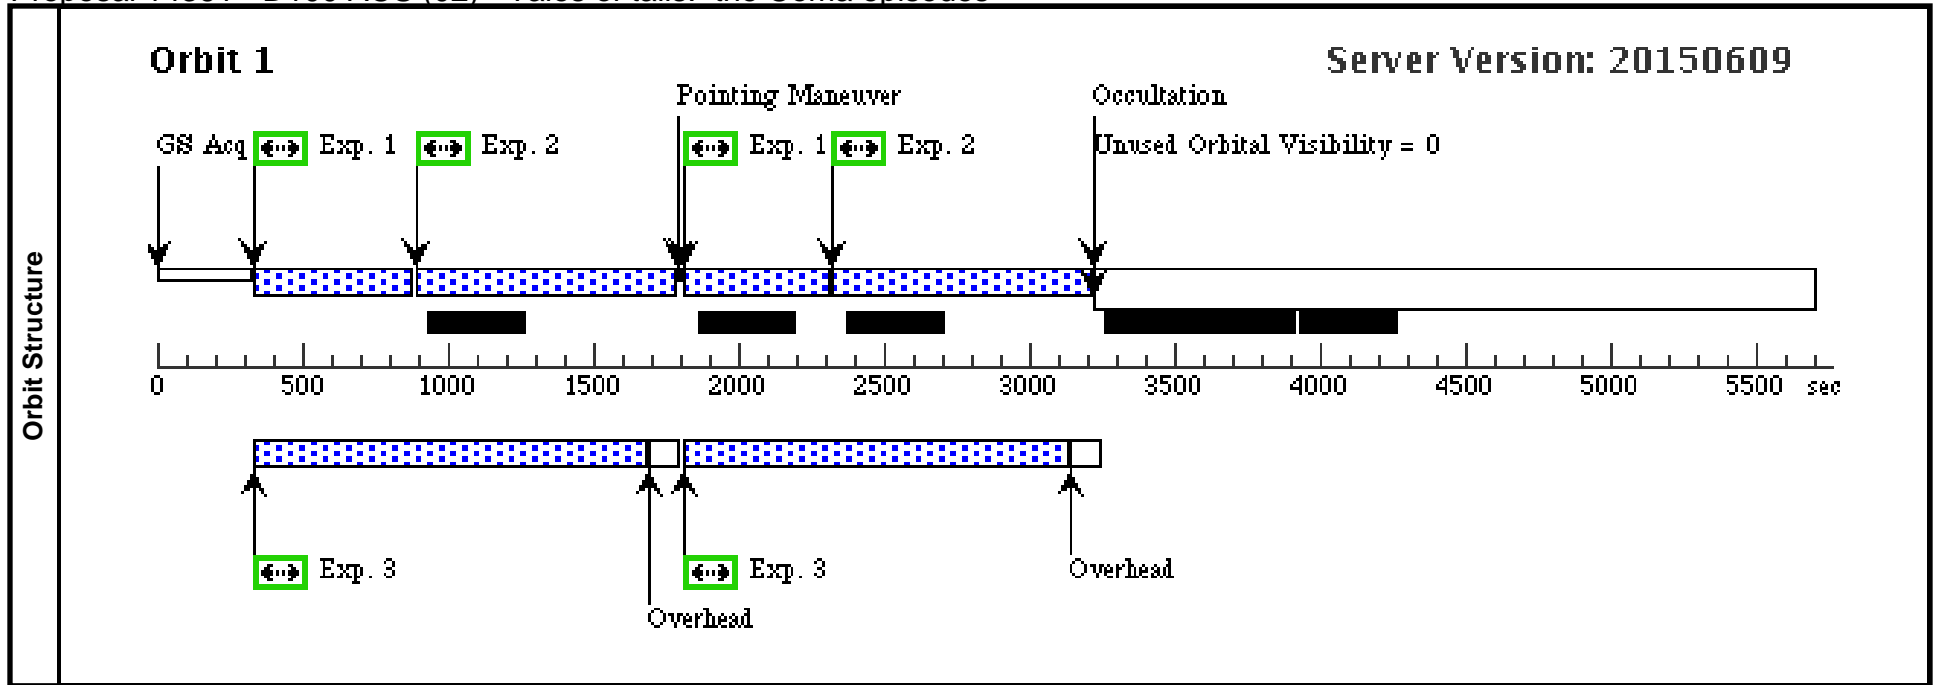 Orbit Structure
Orbit 1
Server Version: 20150609
Pointing Maneuver
Occultation
GS Acq
Exp. 1
Exp. 2
Exp. 1
Exp. 2
Unused Orbital Visibility = 0
0 500 1000 1500 2000 2500 3000 3500 4000 4500 5000 5500 sec
Exp. 3
Exp. 3
Overhead
Overhead